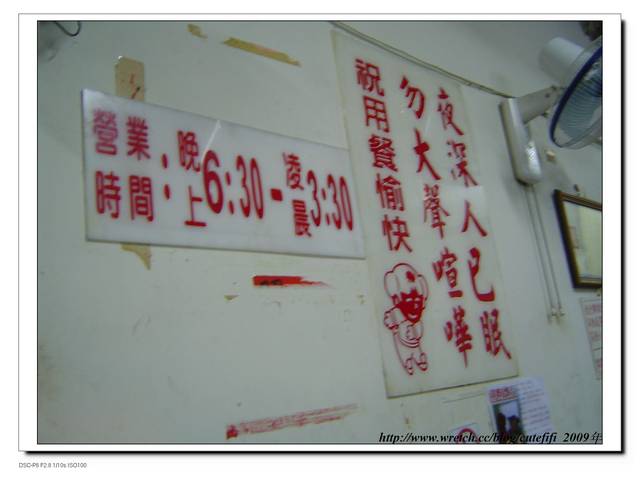 營業時間：晚上6:30-凌晨3:30
夜深人已眠
勿大聲喧嘩
祝用餐愉快
http://www.wretch.cc/blog/cutefifi 2009年
DSC-P8 F2.8 1/10s ISO100